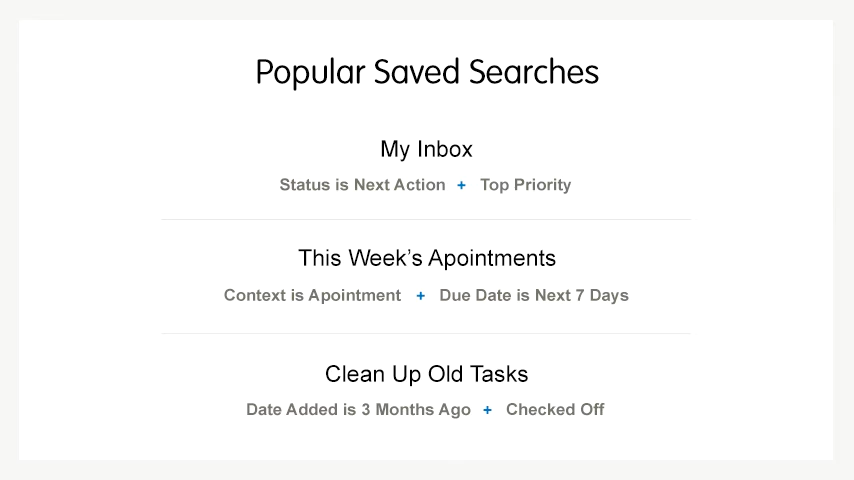 Popular Saved Searches
My Inbox
Status is Next Action + Top Priority
This Week’s Apointments
Context is Apointment + Due Date is Next 7 Days
Clean Up Old Tasks
Date Added is 3 Months Ago + Checked Off